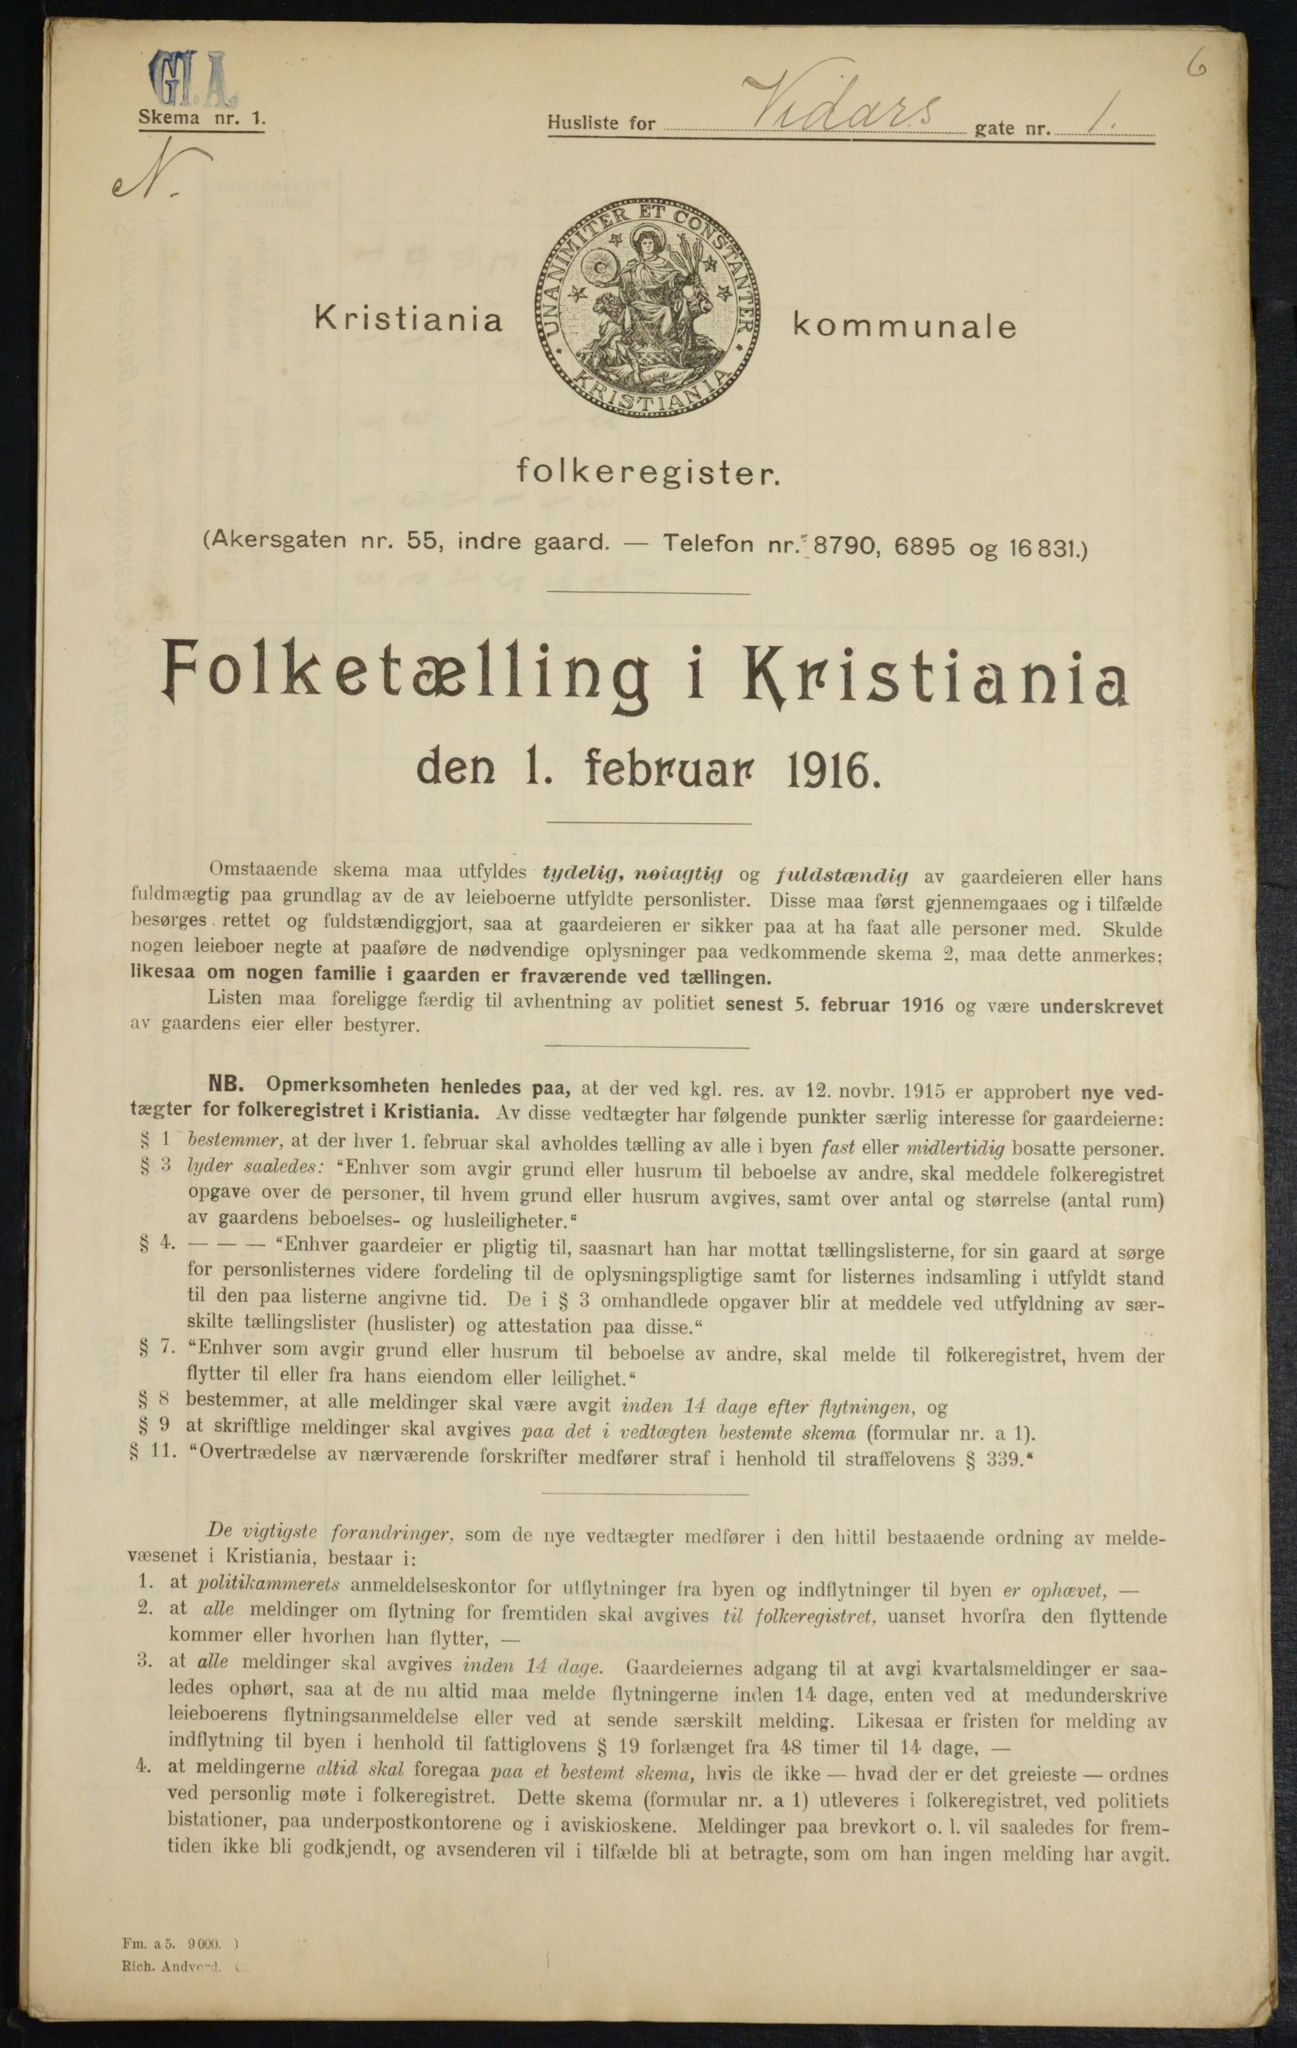 6
GI.A.
Skema nr. 1.
Husliste for Vidars gate nr. 1.
N.
UNANIMITER ET CONSTANTER
KRISTIANIA
Kristiania kommunale
folkeregister.
(Akersgaten nr. 55, indre gaard. — Telefon nr. 8790, 6895 og 16 831.)
Folketælling i Kristiania
den 1. februar 1916.
Omstaaende skema maa utfyldes tydelig, nøiagtig og fuldstændig av gaardeieren eller hans
fuldmægtig paa grundlag av de av leieboerne utfyldte personlister. Disse maa først gjennemgaaes og i tilfælde
besørges rettet og fuldstændiggjort, saa at gaardeieren er sikker paa at ha faat alle personer med. Skulde
nogen leieboer negte at paaføre de nødvendige oplysninger paa vedkommende skema 2, maa dette anmerkes;
likesaa om nogen familie i gaarden er fraværende ved tællingen.
Listen maa foreligge færdig til avhentning av politiet senest 5. februar 1916 og være underskrevet
av gaardens eier eller bestyrer.
NB. Opmerksomheten henledes paa, at der ved kgl. res. av 12. novbr. 1915 er approbert nye ved-
tægter for folkeregistret i Kristiania. Av disse vedtægter har følgende punkter særlig interesse for gaardeierne:
§ 1 bestemmer, at der hver 1. februar skal avholdes tælling av alle i byen fast eller midlertidig bosatte personer.
§ 3 lyder saaledes: "Enhver som avgir grund eller husrum til beboelse av andre, skal meddele folkeregistret
opgave over de personer, til hvem grund eller husrum avgives, samt over antal og størrelse (antal rum)
av gaardens beboelses- og husleiligheter."
§ 4. — — — "Enhver gaardeier er pligtig til, saasnart han har mottat tællingslisterne, for sin gaard at sørge
for personlisternes videre fordeling til de oplysningspligtige samt for listernes indsamling i utfyldt stand
til den paa listerne angivne tid. De i § 3 omhandlede opgaver blir at meddele ved utfyldning av sær-
skilte tællingslister (huslister) og attestation paa disse."
§ 7. "Enhver som avgir grund eller husrum til beboelse av andre, skal melde til folkeregistret, hvem der
flytter til eller fra hans eiendom eller leilighet."
§ 8 bestemmer, at alle meldinger skal være avgit inden 14 dage efter flytningen, og
§ 9 at skriftlige meldinger skal avgives paa det i vedtægten bestemte skema (formular nr. a 1).
§ 11. "Overtrædelse av nærværende forskrifter medfører straf i henhold til straffelovens § 339."
De vigtigste forandringer, som de nye vedtægter medfører i den hittil bestaaende ordning av melde-
væsenet i Kristiania, bestaar i:
1. at politikammerets anmeldelseskontor for utflytninger fra byen og indflytninger til byen er ophævet, —
2. at alle meldinger om flytning for fremtiden skal avgives til folkeregistret, uanset hvorfra den flyttende
kommer eller hvorhen han flytter, —
3. at alle meldinger skal avgives inden 14 dage. Gaardeiernes adgang til at avgi kvartalsmeldinger er saa-
ledes ophørt, saa at de nu altid maa melde flytningerne inden 14 dage, enten ved at medunderskrive
leieboerens flytningsanmeldelse eller ved at sende særskilt melding. Likesaa er fristen for melding av
indflytning til byen i henhold til fattiglovens § 19 forlænget fra 48 timer til 14 dage, —
4. at meldingerne altid skal foregaa paa et bestemt skema, hvis de ikke — hvad der er det greieste — ordnes
ved personlig møte i folkeregistret. Dette skema (formular nr. a 1) utleveres i folkeregistret, ved politiets
bistationer, paa underpostkontorene og i aviskioskene. Meldinger paa brevkort o. l. vil saaledes for frem-
tiden ikke bli godkjendt, og avsenderen vil i tilfælde bli at betragte, som om han ingen melding har avgit.
Fm. a 5. 9 000.
Rich. Andvord.